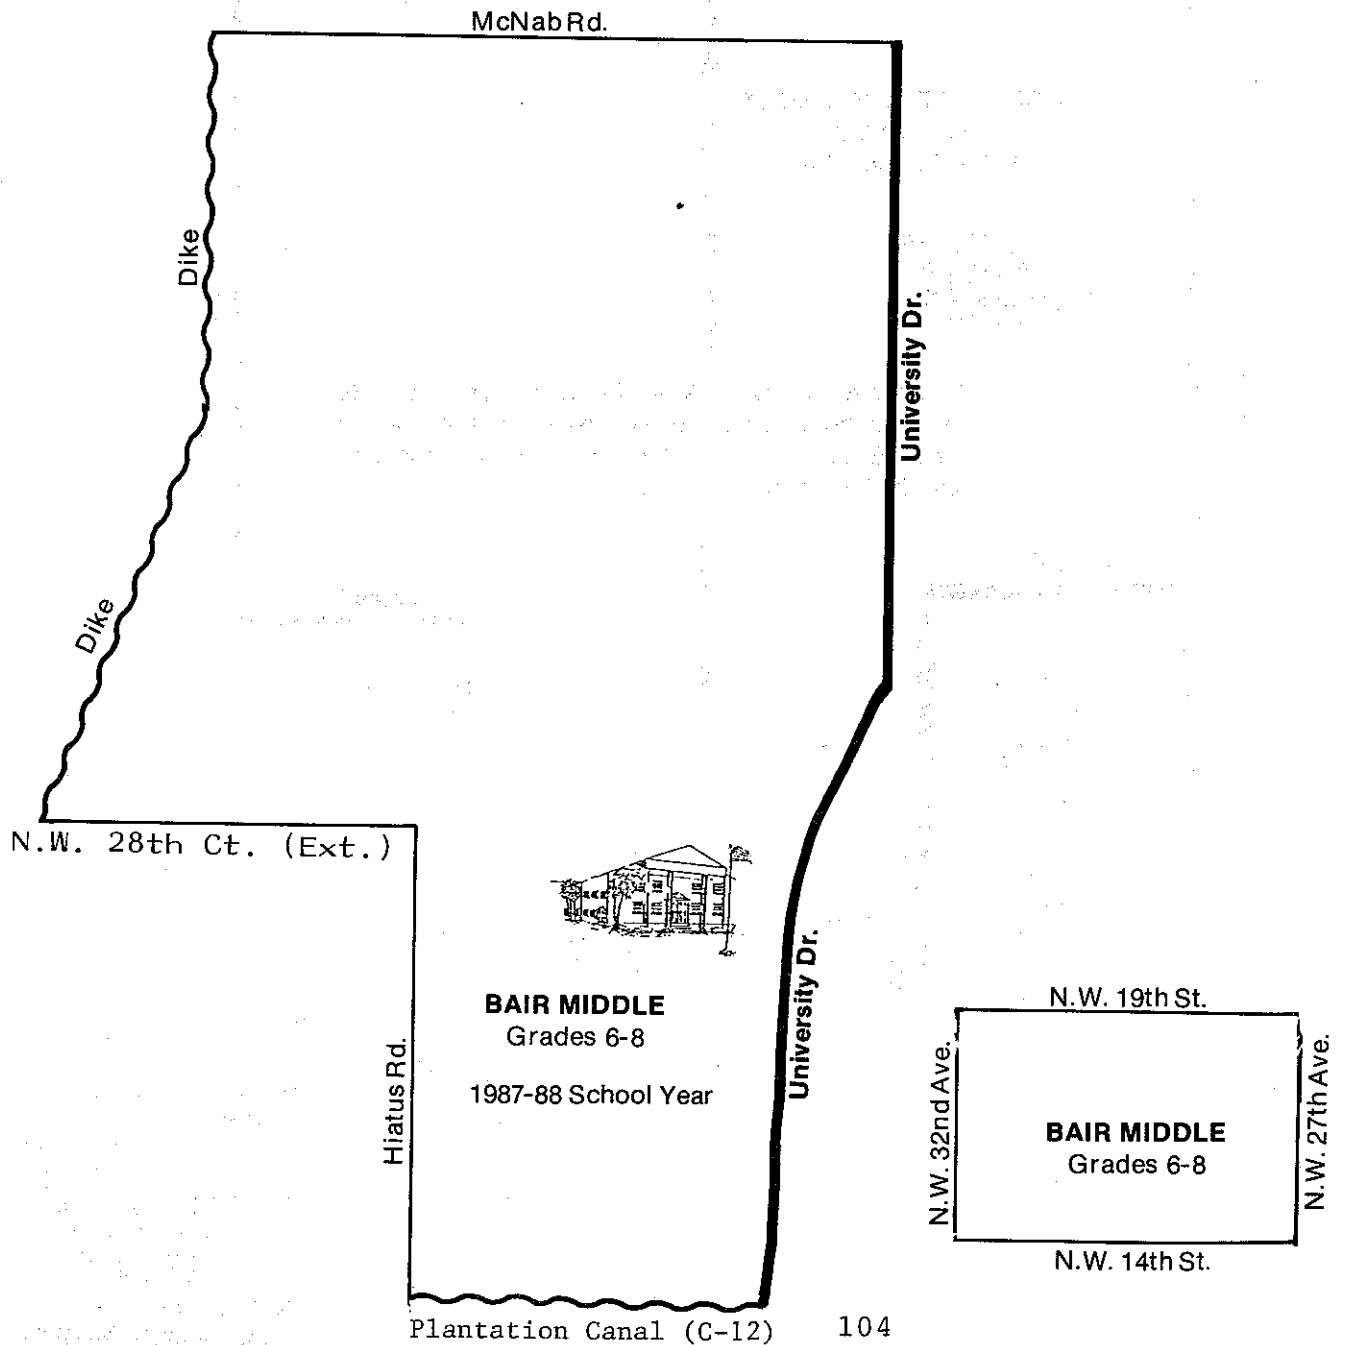 McNab Rd.
Dike
University Dr.
Dike
N.W. 28th Ct. (Ext.)
University Dr.
BAIR MIDDLE
Grades 6-8
1987-88 School Year
Hiatus Rd.
N.W. 19th St.
N.W. 32nd Ave.
N.W. 27th Ave.
BAIR MIDDLE
Grades 6-8
N.W. 14th St.
Plantation Canal (C-12)
104